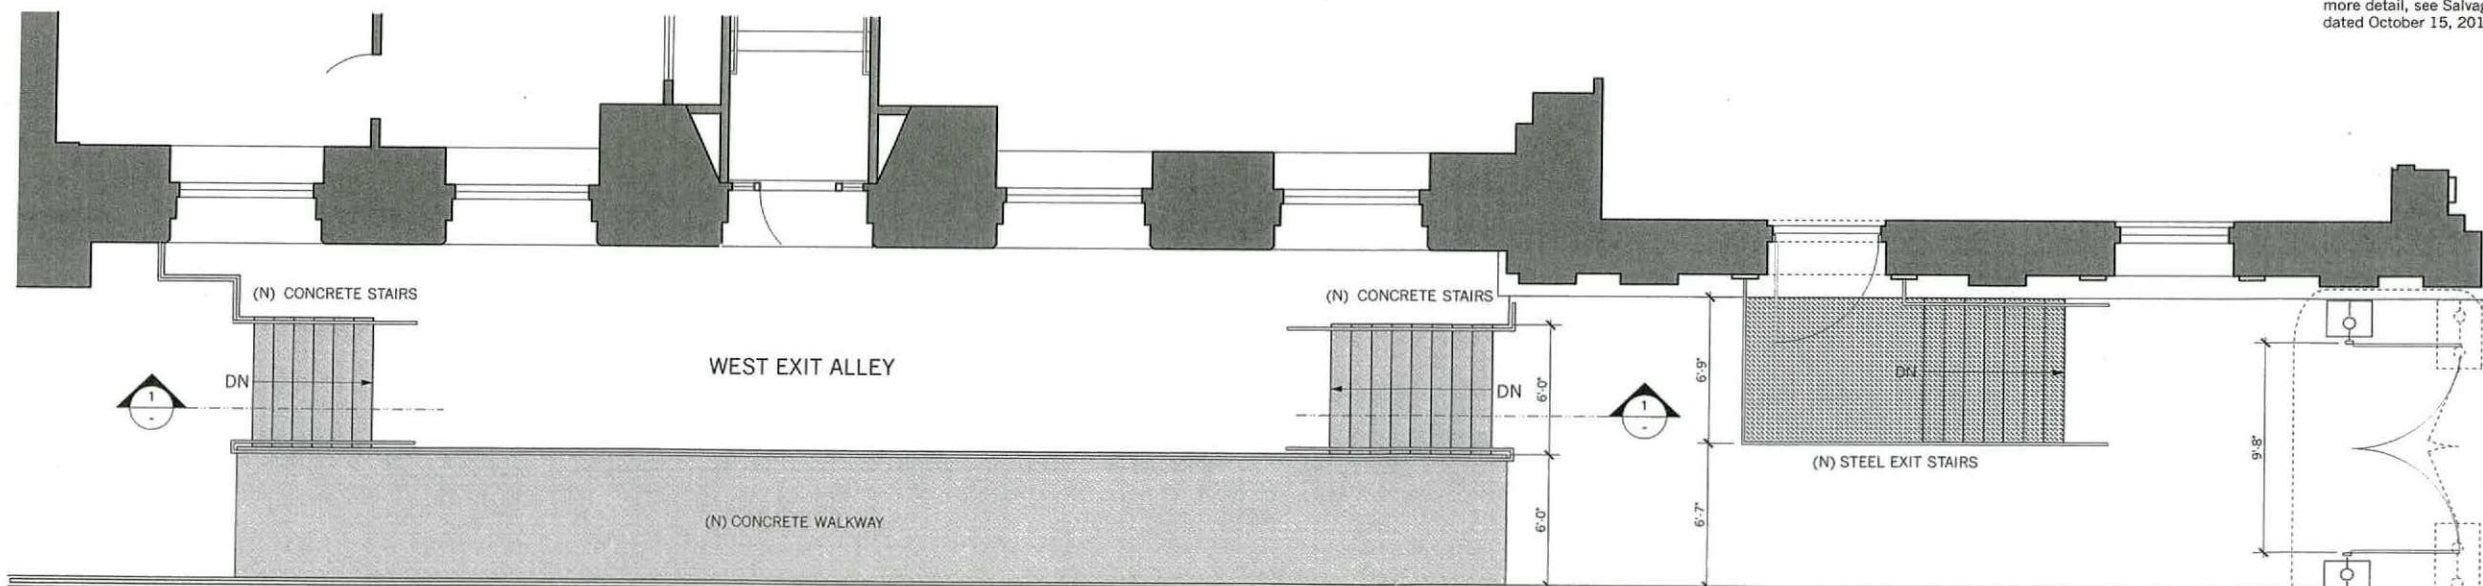 more detail, see Salvag
dated October 15, 201
(N) CONCRETE STAIRS
(N) CONCRETE STAIRS
WEST EXIT ALLEY
DN
DN
DN
1
-
1
-
6'-0"
6'-9"
9'-8"
(N) STEEL EXIT STAIRS
(N) CONCRETE WALKWAY
6'-0"
6'-7"